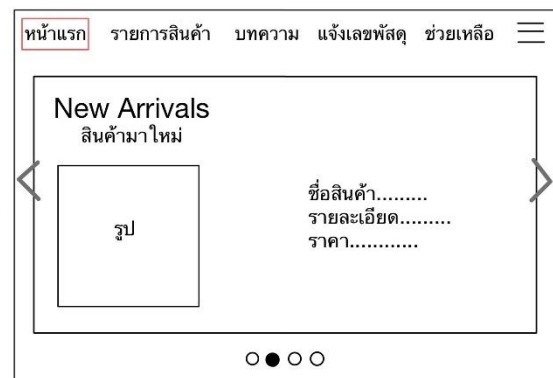 หน้าแรก รายการสินค้า บทความ แจ้งเลขพัสดุ ช่วยเหลือ
New Arrivals
สินค้ามาใหม่
รูป
ชื่อสินค้า.........
รายละเอียด.........
ราคา............